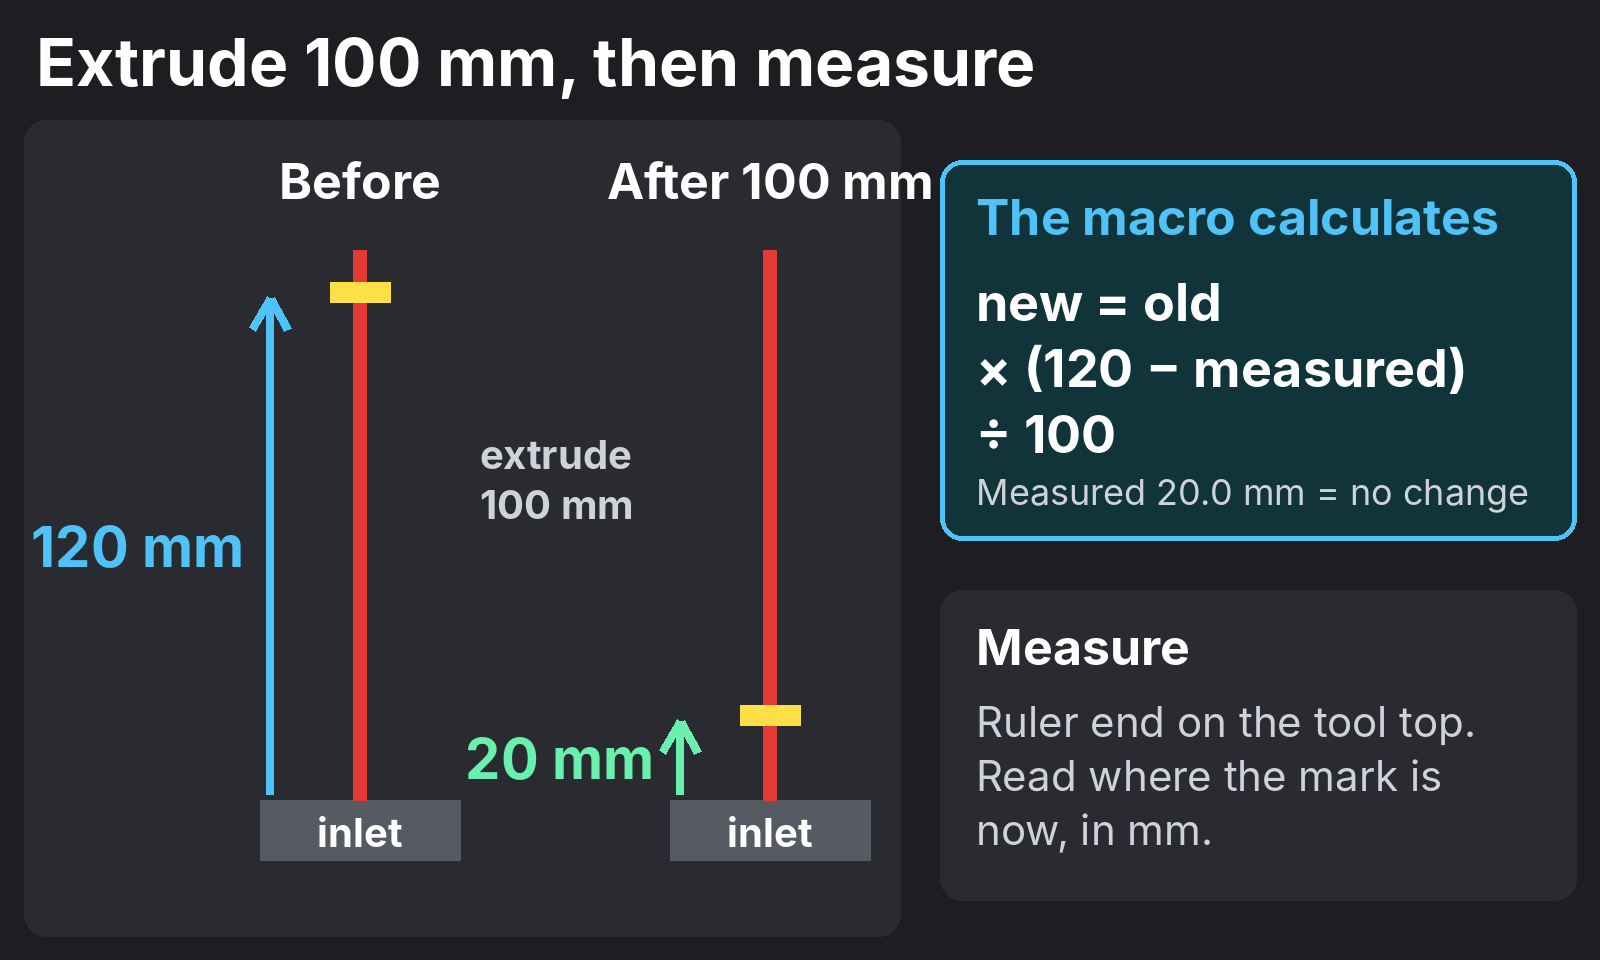 Extrude 100 mm, then measure
Before
After 100 mm
120 mm
extrude
100 mm
20 mm
inlet
inlet
The macro calculates
new = old
× (120 − measured)
÷ 100
Measured 20.0 mm = no change
Measure
Ruler end on the tool top.
Read where the mark is
now, in mm.